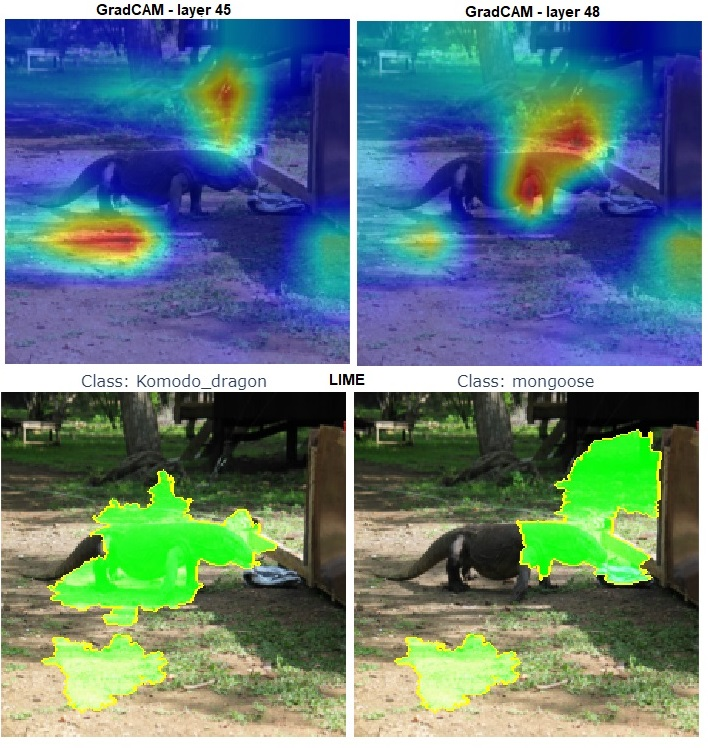 GradCAM - layer 45
GradCAM - layer 48
Class: Komodo_dragon
LIME
Class: mongoose